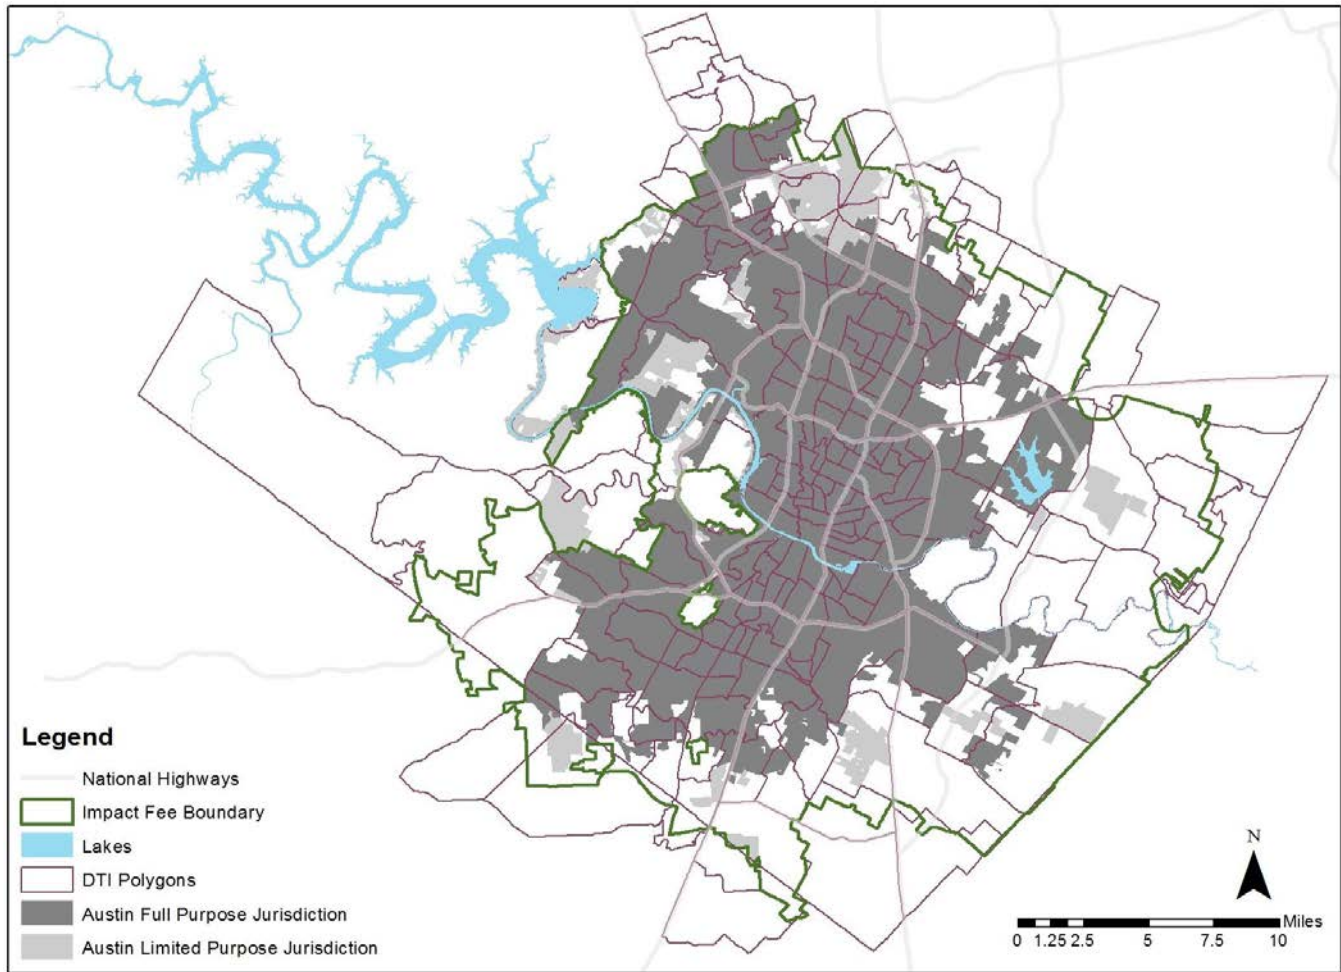 Legend
National Highways
Impact Fee Boundary
Lakes
DTI Polygons
Austin Full Purpose Jurisdiction
Austin Limited Purpose Jurisdiction
N
Miles
0 1.25 2.5 5 7.5 10